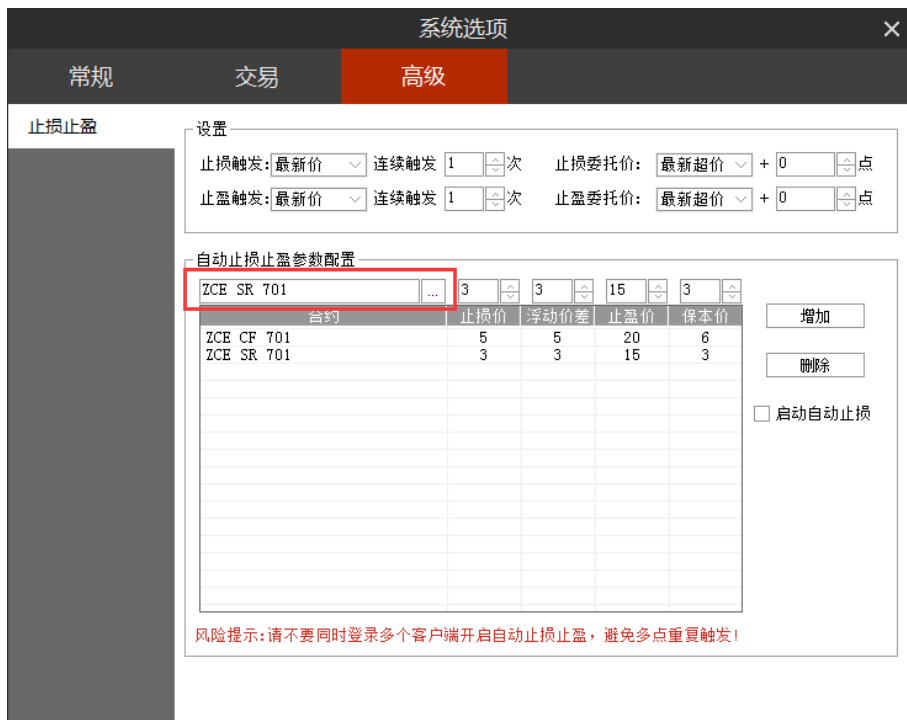 系统选项
常规 交易 高级
止损止盈
设置
止损触发: 最新价 连续触发 1 次 止损委托价: 最新超价 + 0 点
止盈触发: 最新价 连续触发 1 次 止盈委托价: 最新超价 + 0 点
自动止损止盈参数配置
ZCE SR 701 ... 3 3 15 3
合约 止损价 浮动价差 止盈价 保本价
增加
ZCE CF 701 5 5 20 6
ZCE SR 701 3 3 15 3
删除
启动自动止损
风险提示:请不要同时登录多个客户端开启自动止损止盈，避免多点重复触发!